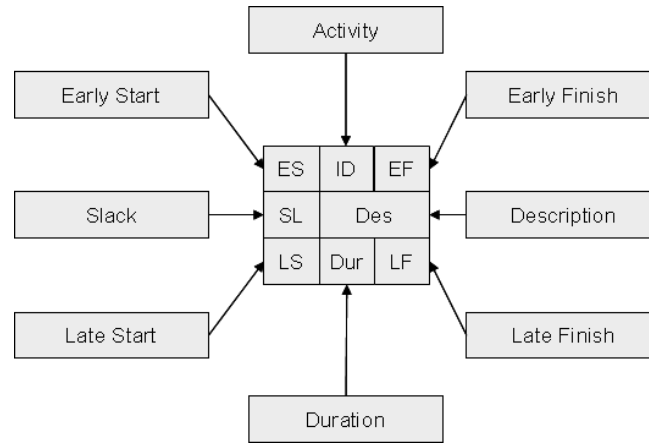 Activity
Early Start
Early Finish
ES ID EF
Slack
SL Des
Description
LS Dur LF
Late Start
Late Finish
Duration